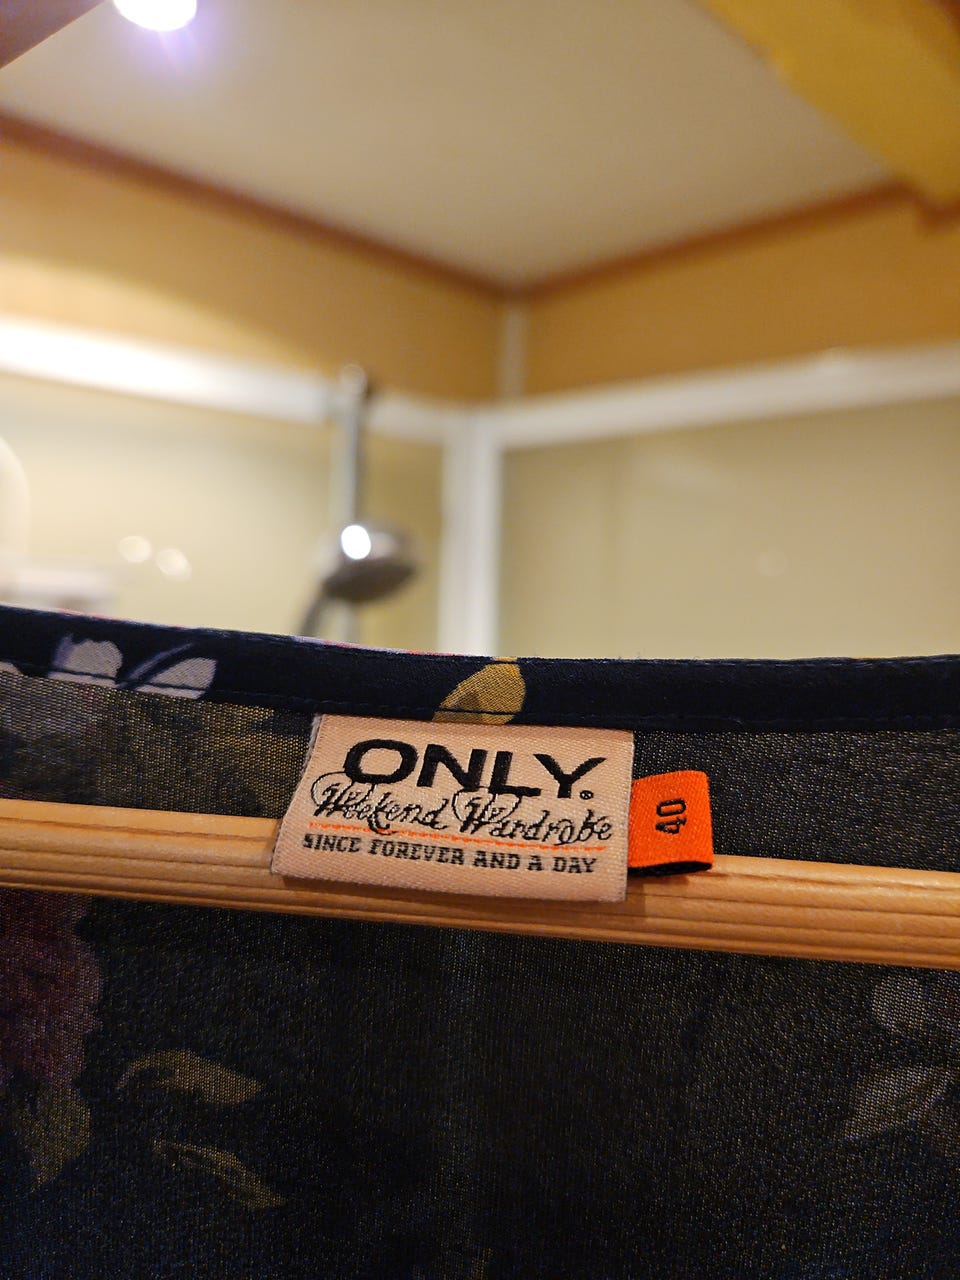 ONLY.
Weekend Wardrobe
SINCE FOREVER AND A DAY
40